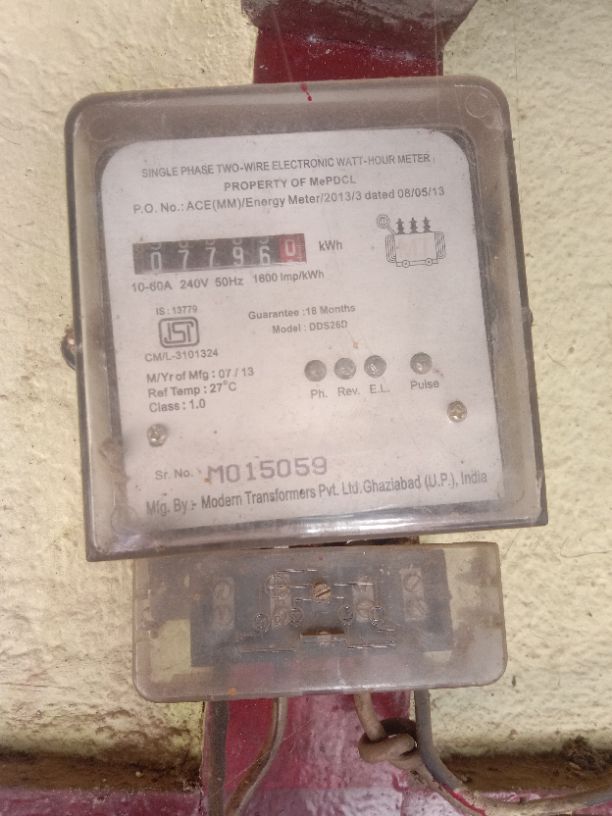 SINGLE PHASE TWO-WIRE ELECTRONIC WATT-HOUR METER
PROPERTY OF MePDCL
P.O. No.: ACE(MM)/Energy Meter/2013/3 dated 08/05/13
077960 kWh
10-60A 240V 50Hz 1600 Imp/kWh
IS : 13779
ISI
CM/L-3101324
Guarantee :18 Months
Model : DDS26D
M/Yr of Mfg : 07 / 13
Ref Temp : 27°C
Class : 1.0
Ph. Rev. E.L. Pulse
Sr. No. M015059
Mfg. By :- Modern Transformers Pvt. Ltd.Ghaziabad (U.P.), India